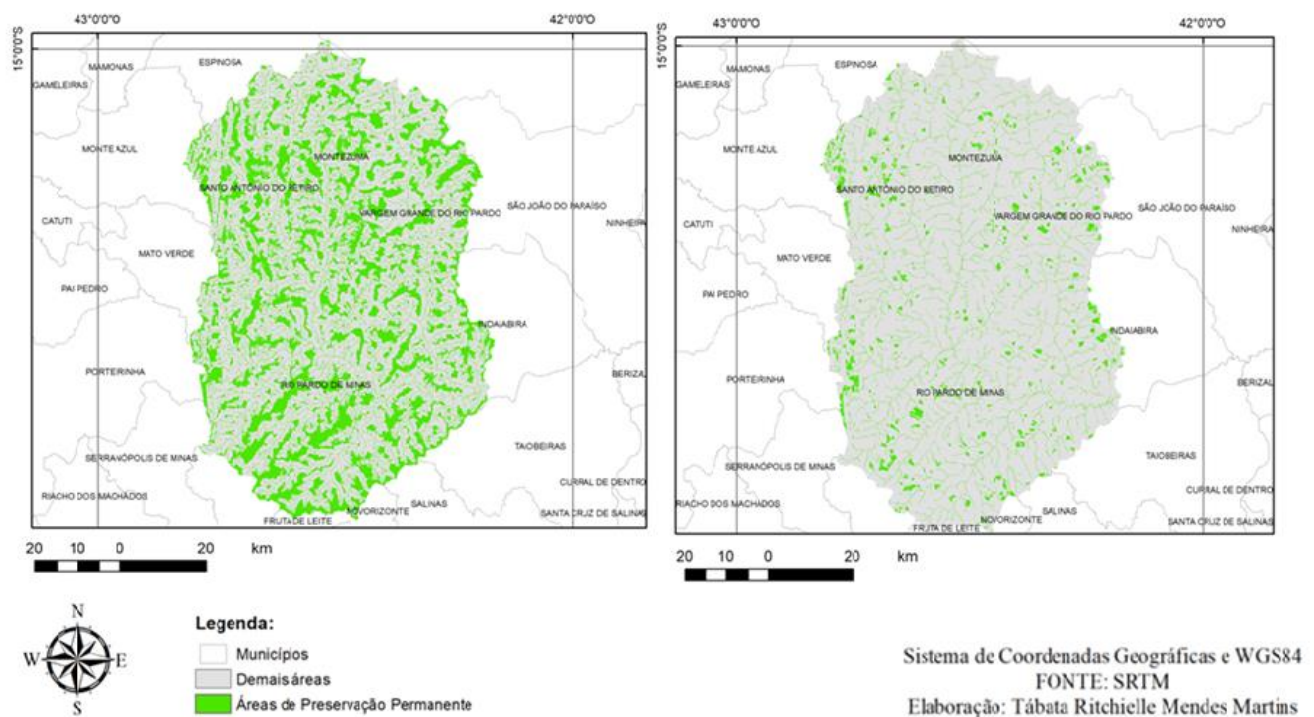 43°0'0"O
42°0'0"O
15°0'0"S
ESPINOSA
MAMONAS
GAMELEIRAS
MONTE AZUL
MONTEZUMA
SANTO ANTÔNIO DO RETIRO
VARGEM GRANDE DO RIO PARDO
SÃO JOÃO DO PARAÍSO
CATUTI
NINHEIRA
MATO VERDE
PAI PEDRO
INDAIABIRA
PORTEIRINHA
BERIZAL
RIO PARDO DE MINAS
TAIOBEIRAS
SERRANÓPOLIS DE MINAS
CURRAL DE DENTRO
RIACHO DOS MACHADOS
SALINAS
NOVORIZONTE
SANTA CRUZ DE SALINAS
FRUTA DE LEITE
20 10 0 20 km
43°0'0"O
42°0'0"O
15°0'0"S
ESPINOSA
MAMONAS
GAMELEIRAS
MONTE AZUL
MONTEZUMA
SANTO ANTÔNIO DO RETIRO
VARGEM GRANDE DO RIO PARDO
SÃO JOÃO DO PARAÍSO
CATUTI
NINHEIRA
MATO VERDE
PAI PEDRO
INDAIABIRA
PORTEIRINHA
BERIZAL
RIO PARDO DE MINAS
TAIOBEIRAS
SERRANÓPOLIS DE MINAS
CURRAL DE DENTRO
RIACHO DOS MACHADOS
SALINAS
NOVORIZONTE
SANTA CRUZ DE SALINAS
FRUTA DE LEITE
20 10 0 20 km
N
W E
S
Legenda:
Municípos
Demais áreas
Áreas de Preservação Permanente
Sistema de Coordenadas Geográficas e WGS84
FONTE: SRTM
Elaboração: Tábata Ritchielle Mendes Martins